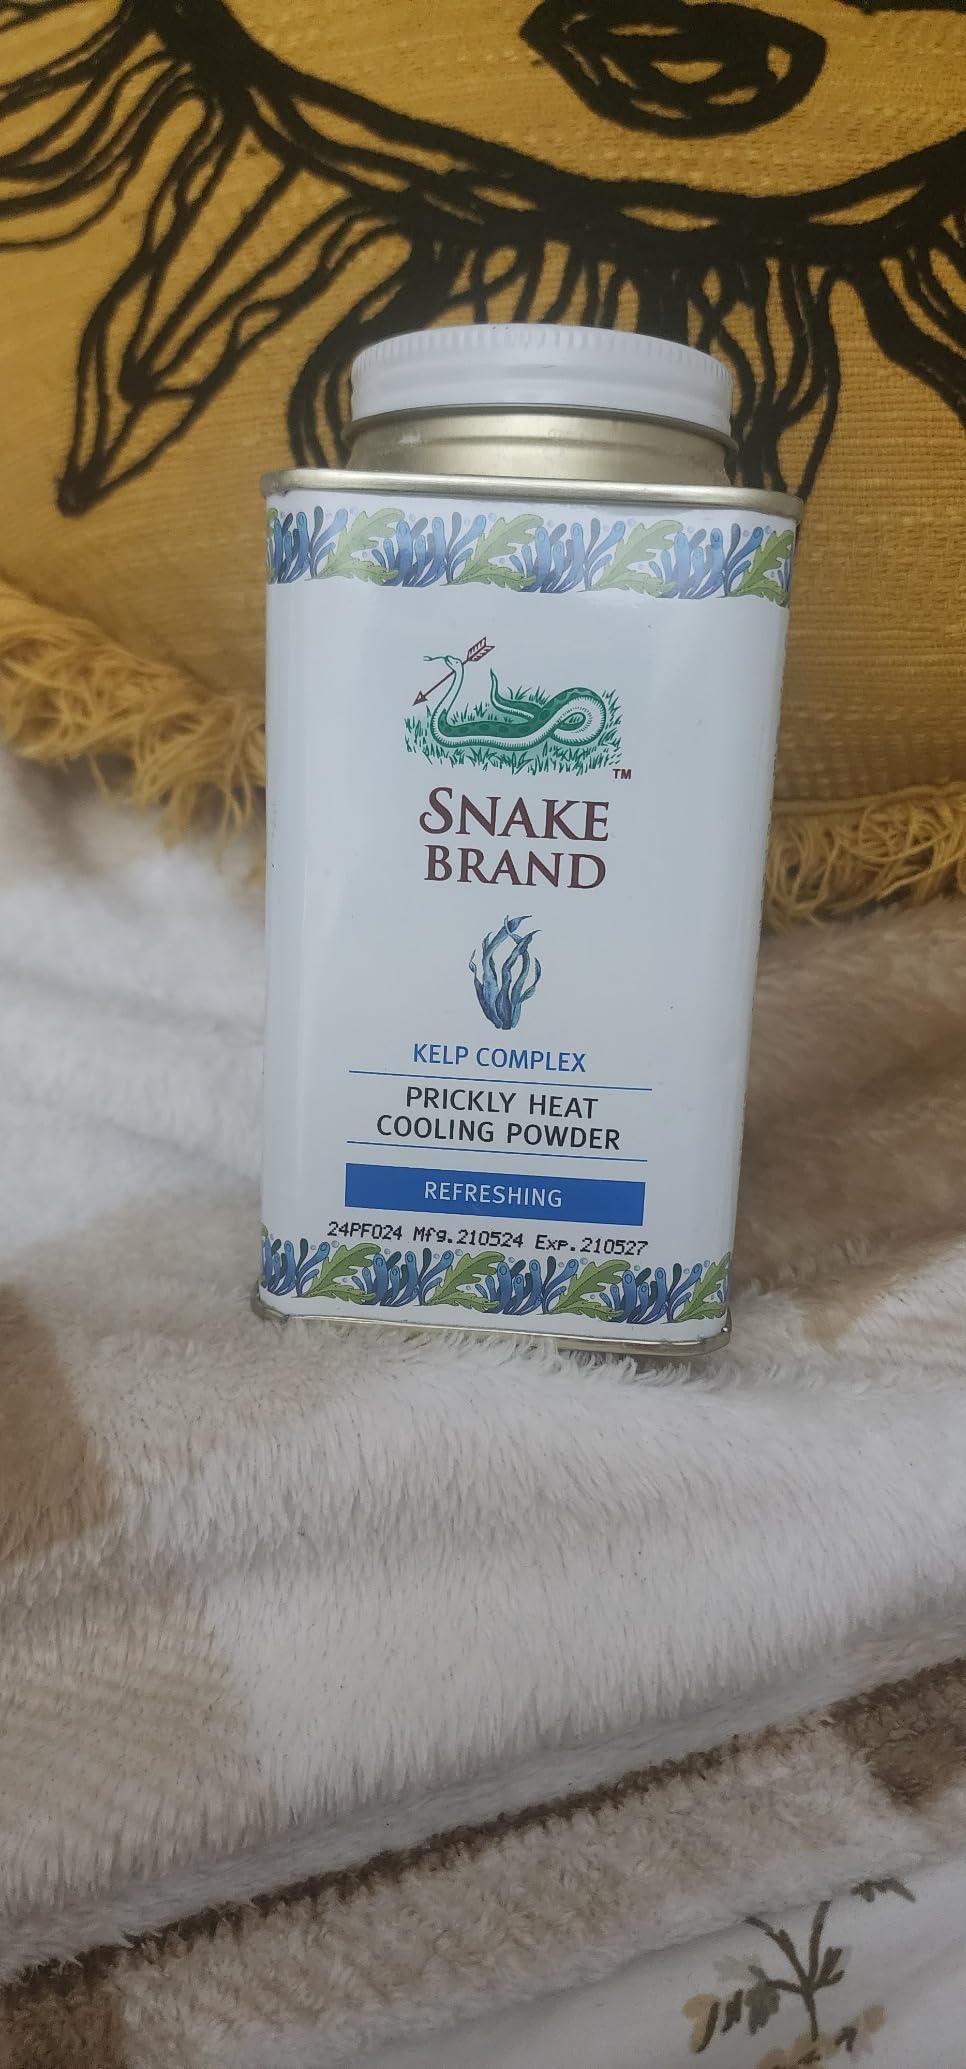 TM
SNAKE
BRAND
KELP COMPLEX
PRICKLY HEAT
COOLING POWDER
REFRESHING
24PF024 Mfg.210524 Exp.210527